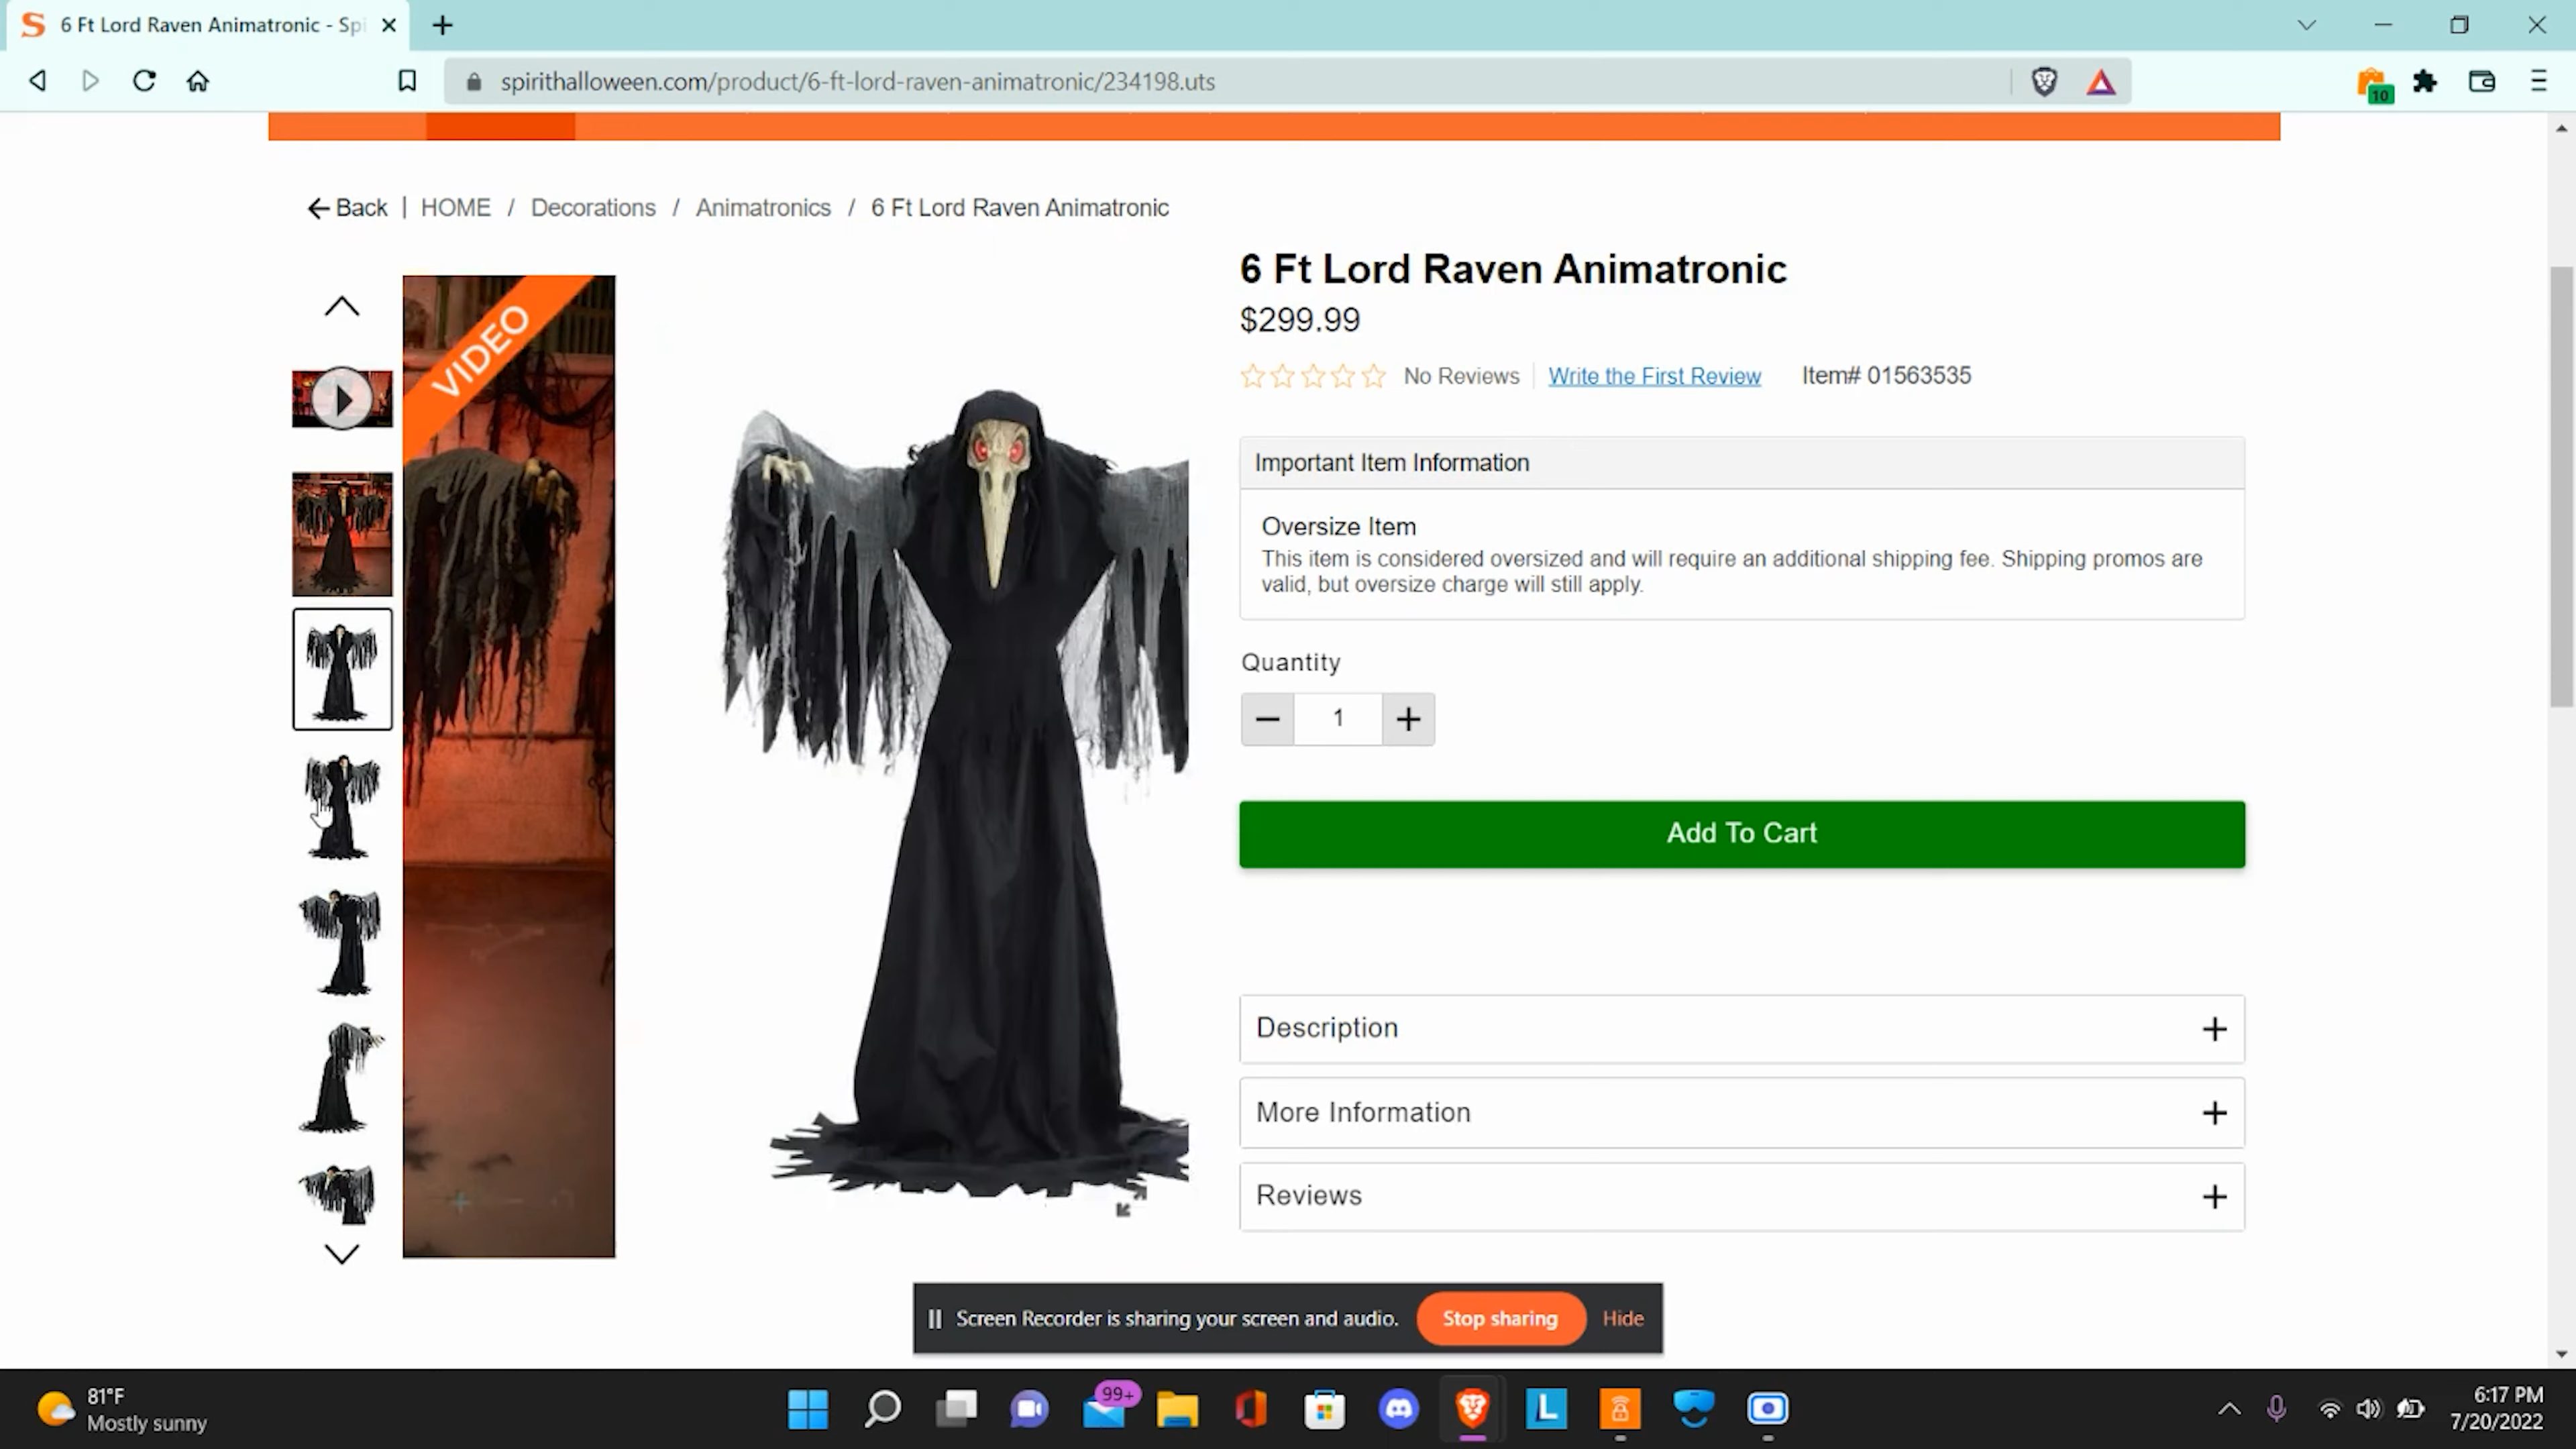 6 Ft Lord Raven Animatronic - Spi
spirithalloween.com/product/6-ft-lord-raven-animatronic/234198.uts
10
Back | HOME / Decorations / Animatronics / 6 Ft Lord Raven Animatronic
VIDEO
6 Ft Lord Raven Animatronic
$299.99
No Reviews Write the First Review Item# 01563535
Important Item Information
Oversize Item
This item is considered oversized and will require an additional shipping fee. Shipping promos are
valid, but oversize charge will still apply.
Quantity
1
Add To Cart
Description
More Information
Reviews
Screen Recorder is sharing your screen and audio. Stop sharing Hide
81°F
Mostly sunny
99+
L
6:17 PM
7/20/2022